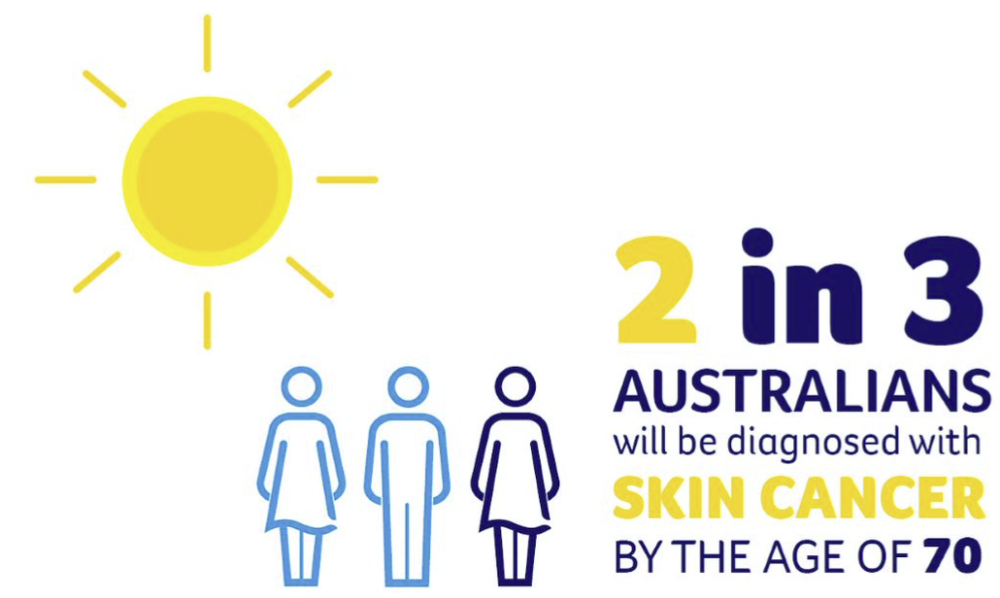 2 in 3
AUSTRALIANS
will be diagnosed with
SKIN CANCER
BY THE AGE OF 70